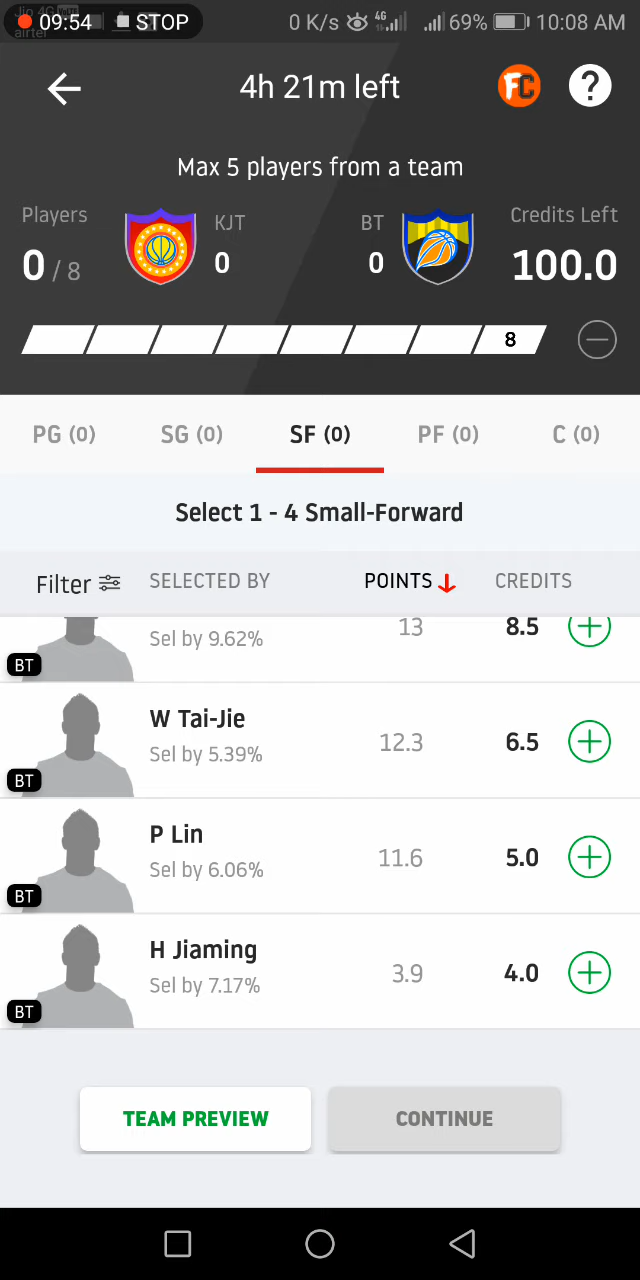 Jio 4G VoLTE
09:54 STOP 0 K/s 4G 69% 10:08 AM
airtel
4h 21m left FC ?
Max 5 players from a team
Players KJT BT Credits Left
0 / 8 0 0 100.0
8
PG (0) SG (0) SF (0) PF (0) C (0)
Select 1 - 4 Small-Forward
Filter SELECTED BY POINTS CREDITS
Sel by 9.62% 13 8.5
BT
W Tai-Jie
Sel by 5.39% 12.3 6.5
BT
P Lin
Sel by 6.06% 11.6 5.0
BT
H Jiaming
Sel by 7.17% 3.9 4.0
BT
TEAM PREVIEW CONTINUE